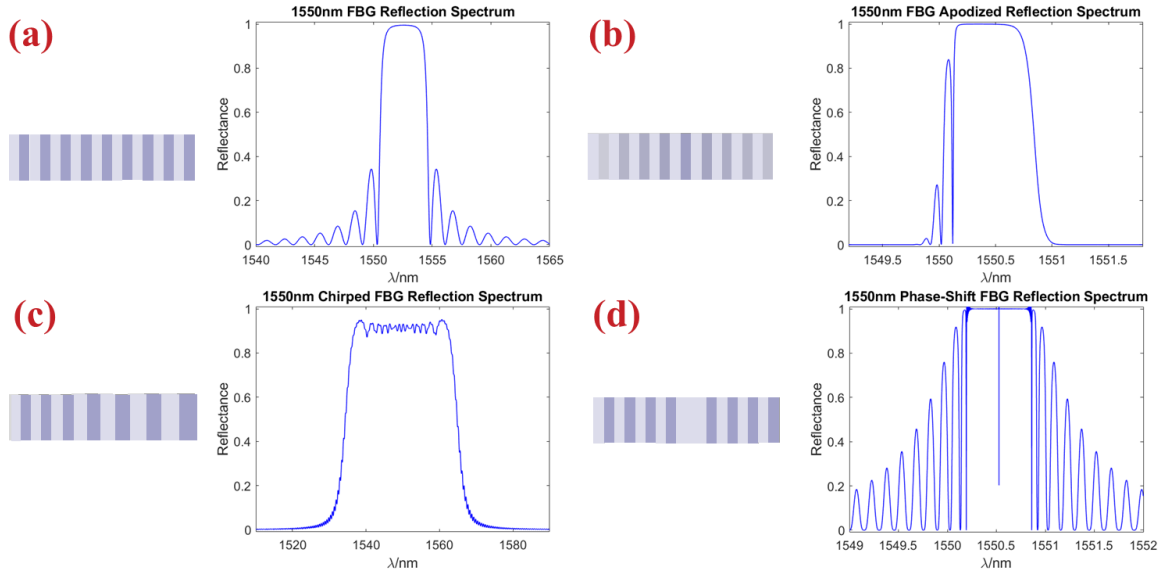 (a)
1550nm FBG Reflection Spectrum
Reflectance
1
0.8
0.6
0.4
0.2
0
1540 1545 1550 1555 1560 1565
λ/nm
(b)
1550nm FBG Apodized Reflection Spectrum
Reflectance
1
0.8
0.6
0.4
0.2
0
1549.5 1550 1550.5 1551 1551.5
λ/nm
(c)
1550nm Chirped FBG Reflection Spectrum
Reflectance
1
0.8
0.6
0.4
0.2
0
1520 1540 1560 1580
λ/nm
(d)
1550nm Phase-Shift FBG Reflection Spectrum
Reflectance
1
0.8
0.6
0.4
0.2
0
1549 1549.5 1550 1550.5 1551 1551.5 1552
λ/nm